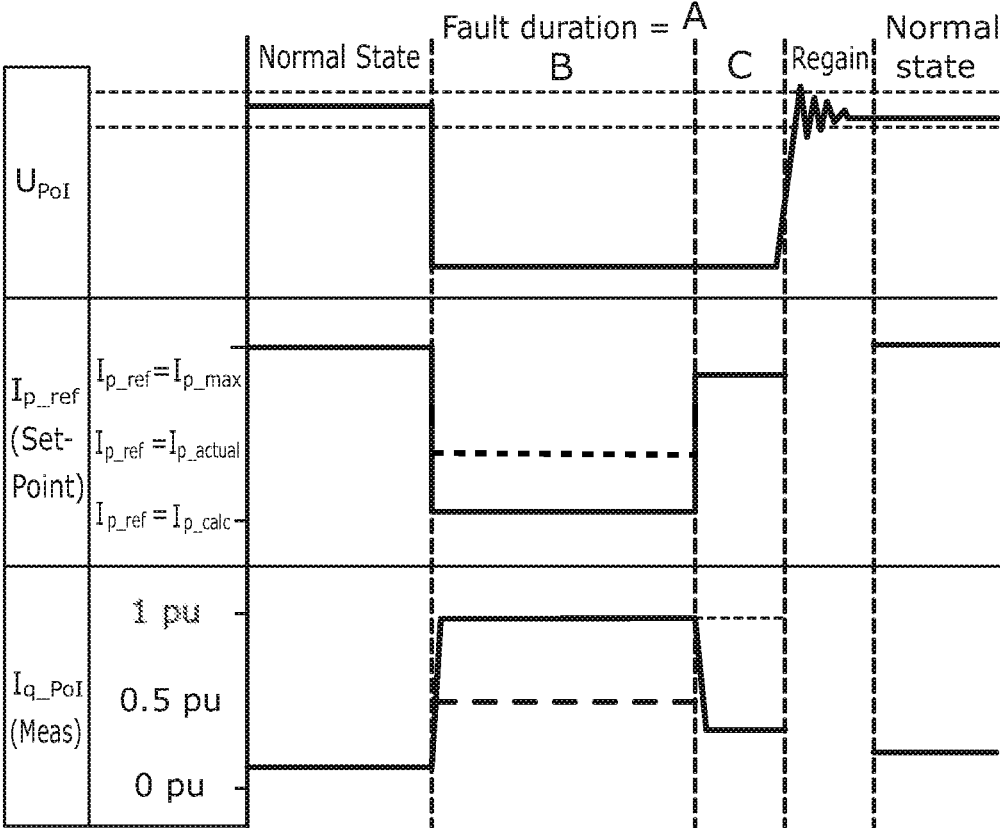 Fault duration = A
Normal State
B
C
Regain
Normal
state
U_PoI
I_p_ref
(Set-
Point)
I_p_ref=I_p_max
I_p_ref =I_p_actual
I_p_ref = I_p_calc
I_q_PoI
(Meas)
1 pu
0.5 pu
0 pu